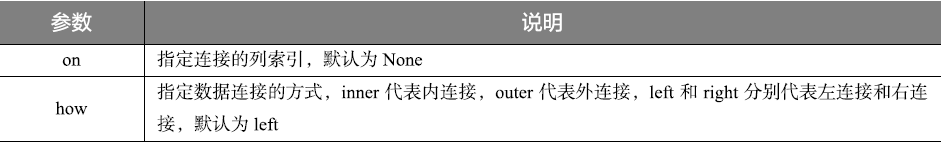 参数 说明
on 指定连接的列索引，默认为 None
指定数据连接的方式，inner 代表内连接，outer 代表外连接，left 和 right 分别代表左连接和右连
how
接，默认为 left